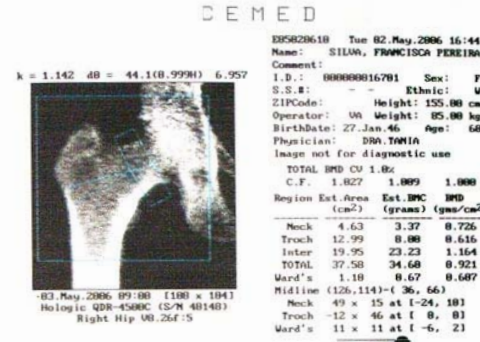 CEMED
k = 1.142 d0 = 44.1(0.999H) 6.957
-03.May.2006 09:00 [100 x 104]
Hologic QDR-4500C (S/N 48148)
Right Hip V8.26f:5
E05020610 Tue 02.May.2006 16:44
Name: SILVA, FRANCISCA PEREIRA
Comment:
I.D.: 000000016701 Sex: F
S.S.#: - - Ethnic: W
ZIPCode: Height: 155.00 cm
Operator: VA Weight: 85.00 kg
BirthDate: 27.Jan.46 Age: 60
Physician: DRA.TANIA
Image not for diagnostic use
TOTAL BMD CV 1.0%
C.F. 1.027 1.009 1.000
Region Est.Area Est.BMC BMD
(cm2) (grams) (gms/cm2
Neck 4.63 3.37 0.726
Troch 12.99 8.00 0.616
Inter 19.95 23.23 1.164
TOTAL 37.58 34.60 0.921
Ward's 1.18 0.67 0.607
Midline (126,114)-( 36, 66)
Neck 49 x 15 at [-24, 10]
Troch -12 x 46 at [ 0, 0]
Ward's 11 x 11 at [ -6, 2]